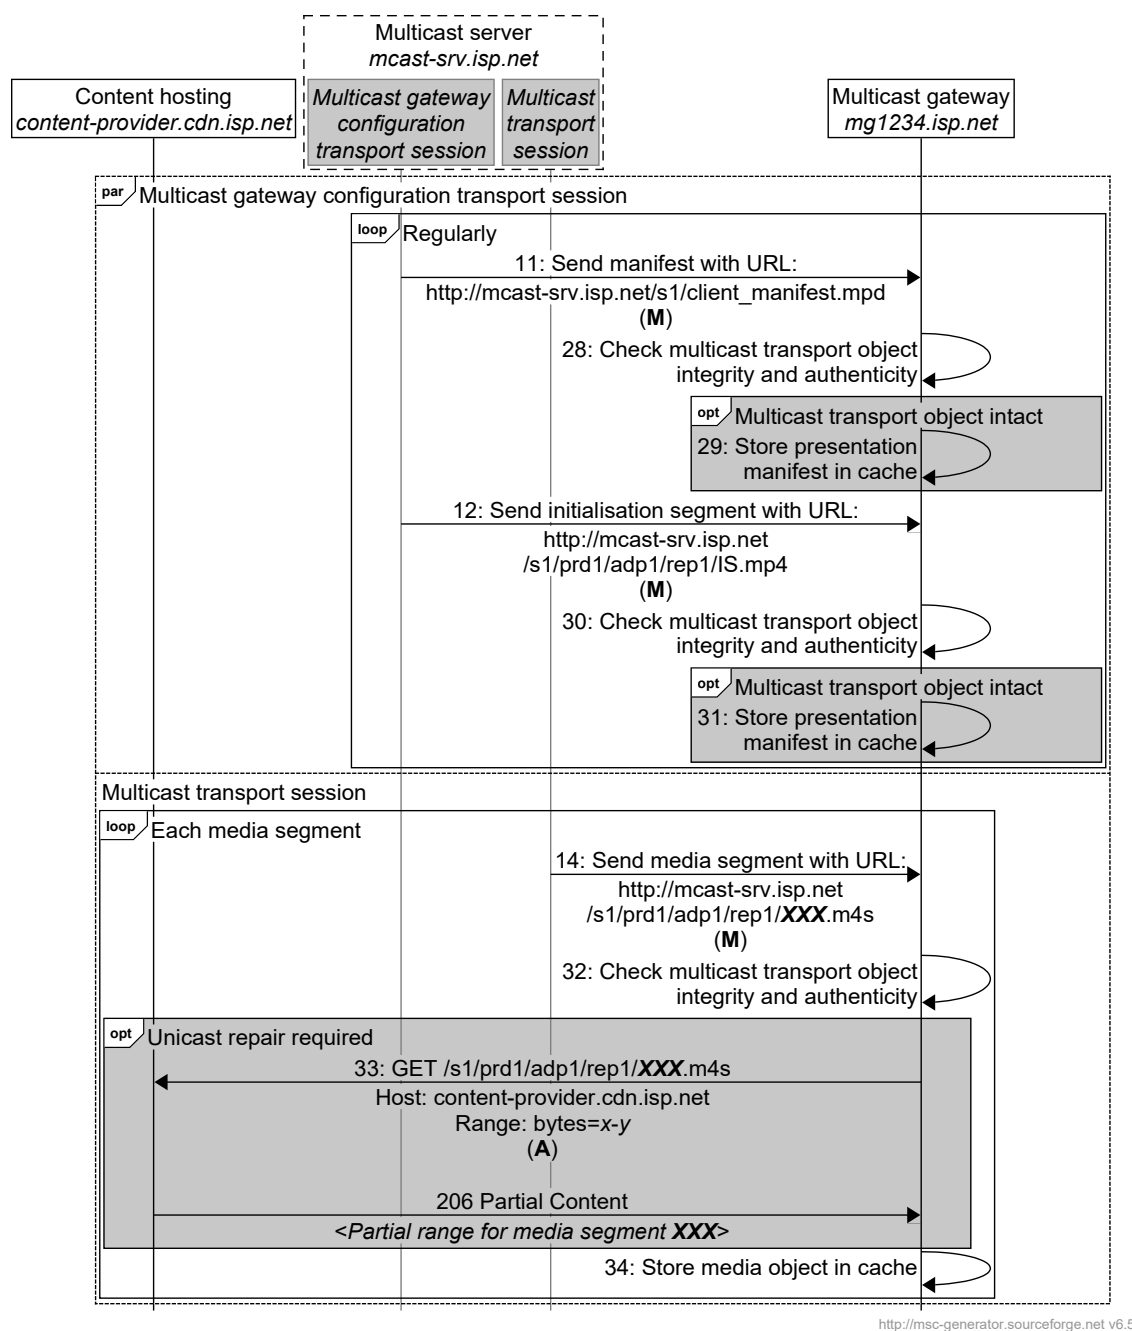 Multicast server
mcast-srv.isp.net
Content hosting
content-provider.cdn.isp.net
Multicast gateway
configuration
transport session
Multicast
transport
session
Multicast gateway
mg1234.isp.net
par Multicast gateway configuration transport session
loop Regularly
11: Send manifest with URL:
http://mcast-srv.isp.net/s1/client_manifest.mpd
(M)
28: Check multicast transport object
integrity and authenticity
opt Multicast transport object intact
29: Store presentation
manifest in cache
12: Send initialisation segment with URL:
http://mcast-srv.isp.net
/s1/prd1/adp1/rep1/IS.mp4
(M)
30: Check multicast transport object
integrity and authenticity
opt Multicast transport object intact
31: Store presentation
manifest in cache
Multicast transport session
loop Each media segment
14: Send media segment with URL:
http://mcast-srv.isp.net
/s1/prd1/adp1/rep1/XXX.m4s
(M)
32: Check multicast transport object
integrity and authenticity
opt Unicast repair required
33: GET /s1/prd1/adp1/rep1/XXX.m4s
Host: content-provider.cdn.isp.net
Range: bytes=x-y
(A)
206 Partial Content
<Partial range for media segment XXX>
34: Store media object in cache
http://msc-generator.sourceforge.net v6.5